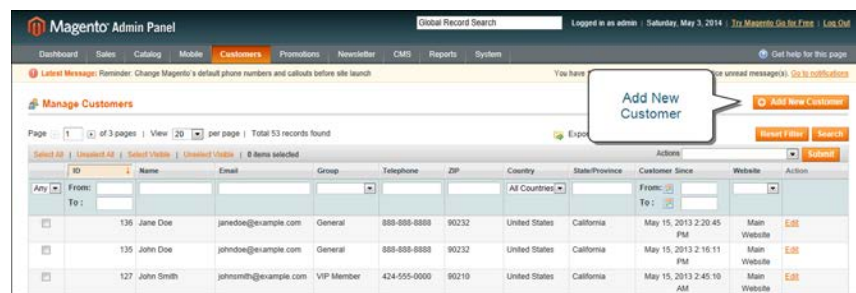 Magento Admin Panel
Global Record Search
Logged in as admin | Saturday, May 3, 2014 | Try Magento Go for Free | Log Out
Dashboard Sales Catalog Mobile Customers Promotions Newsletter CMS Reports System
Get help for this page
Latest Message: Reminder: Change Magento's default phone numbers and callouts before site launch
You have unread message(s). Go to notifications
Manage Customers
Add New
Customer
Add New Customer
Page 1 of 3 pages | View 20 per page | Total 53 records found
Reset Filter Search
Select All | Unselect All | Select Visible | Unselect Visible | 0 items selected
Actions Submit
ID Name Email Group Telephone ZIP Country State/Province Customer Since Website Action
Any From: All Countries From:
To : To :
136 Jane Doe janedoe@example.com General 888-888-8888 90232 United States California May 15, 2013 2:20:45 Main Edit
PM Website
135 John Doe johndoe@example.com General 888-888-8888 90232 United States California May 15, 2013 2:16:11 Main Edit
PM Website
127 John Smith johnsmith@example.com VIP Member 424-555-0000 90210 United States California May 15, 2013 2:45:10 Main Edit
AM Website